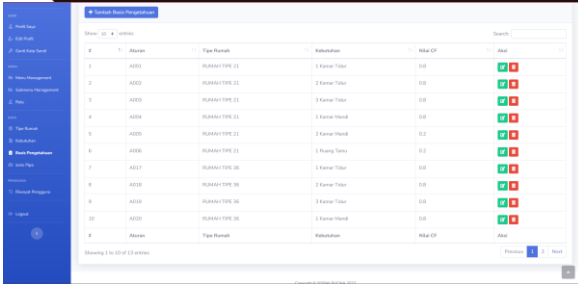 + Tambah Basis Pengetahuan
Show 10 entries
Search:
# Aturan Tipe Rumah Kebutuhan Nilai CF Aksi
1 A001 RUMAH TIPE 21 1 Kamar Tidur 0.8
2 A002 RUMAH TIPE 21 2 Kamar Tidur 0.8
3 A003 RUMAH TIPE 21 3 Kamar Tidur 0.8
4 A004 RUMAH TIPE 21 1 Kamar Mandi 0.8
5 A005 RUMAH TIPE 21 2 Kamar Mandi 0.2
6 A006 RUMAH TIPE 21 1 Ruang Tamu 0.2
7 A017 RUMAH TIPE 36 1 Kamar Tidur 0.8
8 A018 RUMAH TIPE 36 2 Kamar Tidur 0.8
9 A019 RUMAH TIPE 36 3 Kamar Tidur 0.8
10 A020 RUMAH TIPE 36 1 Kamar Mandi 0.8
# Aturan Tipe Rumah Kebutuhan Nilai CF Aksi
Showing 1 to 10 of 13 entries
Previous 1 2 Next
Profil Saya
Edit Profil
Ganti Kata Sandi
Menu Management
Submenu Management
Role
Tipe Rumah
Kebutuhan
Basis Pengetahuan
Jenis Pipa
Riwayat Pengguna
Logout